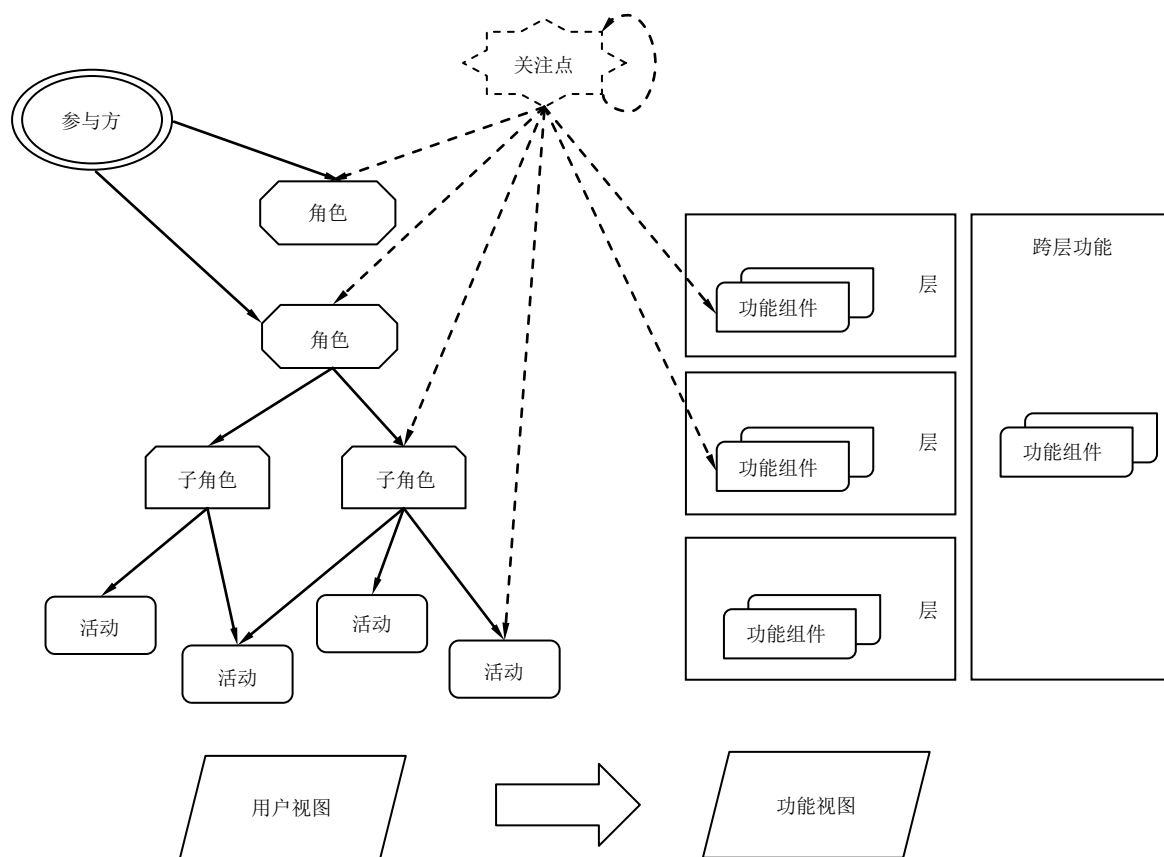 关注点
参与方
角色
跨层功能
层
功能组件
角色
层
功能组件
功能组件
子角色
子角色
层
活动
活动
功能组件
活动
活动
用户视图
功能视图